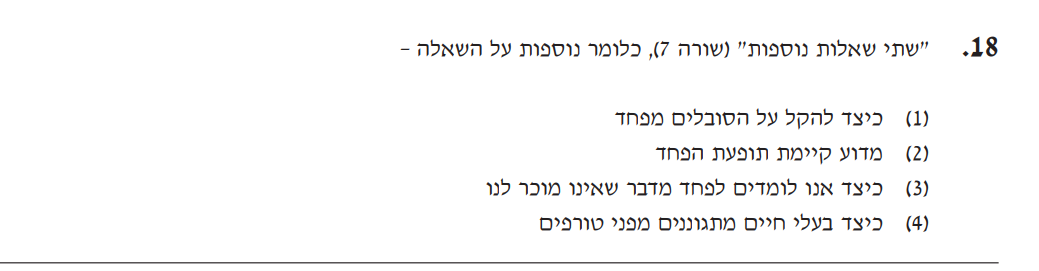 18. "שתי שאלות נוספות" (שורה 7), כלומר נוספות על השאלה –
(1) כיצד להקל על הסובלים מפחד
(2) מדוע קיימת תופעת הפחד
(3) כיצד אנו לומדים לפחד מדבר שאינו מוכר לנו
(4) כיצד בעלי חיים מתגוננים מפני טורפים